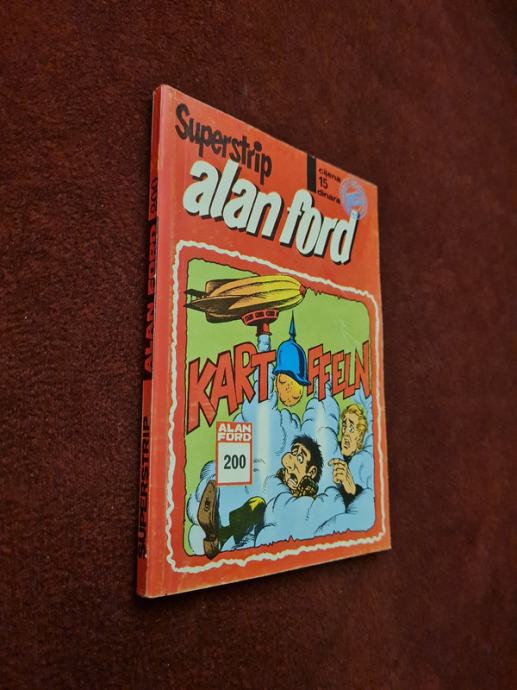 Superstrip
alan ford
cijena
15
dinara
KARTOFFELN
ALAN
FORD
200
SUPERSTRIP ALAN FORD 200